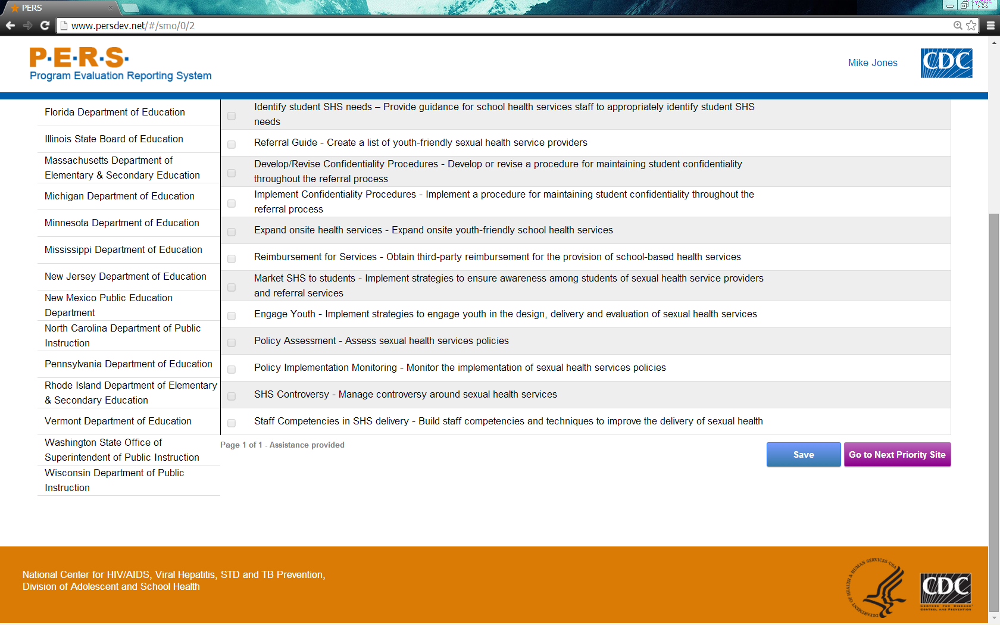 PERS
www.persdev.net/#/smo/0/2
P·E·R·S·
Program Evaluation Reporting System
Mike Jones
CDC
Florida Department of Education
Illinois State Board of Education
Massachusetts Department of
Elementary & Secondary Education
Michigan Department of Education
Minnesota Department of Education
Mississippi Department of Education
New Jersey Department of Education
New Mexico Public Education
Department
North Carolina Department of Public
Instruction
Pennsylvania Department of Education
Rhode Island Department of Elementary
& Secondary Education
Vermont Department of Education
Washington State Office of
Superintendent of Public Instruction
Wisconsin Department of Public
Instruction
Identify student SHS needs – Provide guidance for school health services staff to appropriately identify student SHS
needs
Referral Guide - Create a list of youth-friendly sexual health service providers
Develop/Revise Confidentiality Procedures - Develop or revise a procedure for maintaining student confidentiality
throughout the referral process
Implement Confidentiality Procedures - Implement a procedure for maintaining student confidentiality throughout the
referral process
Expand onsite health services - Expand onsite youth-friendly school health services
Reimbursement for Services - Obtain third-party reimbursement for the provision of school-based health services
Market SHS to students - Implement strategies to ensure awareness among students of sexual health service providers
and referral services
Engage Youth - Implement strategies to engage youth in the design, delivery and evaluation of sexual health services
Policy Assessment - Assess sexual health services policies
Policy Implementation Monitoring - Monitor the implementation of sexual health services policies
SHS Controversy - Manage controversy around sexual health services
Staff Competencies in SHS delivery - Build staff competencies and techniques to improve the delivery of sexual health
Page 1 of 1 - Assistance provided
Save
Go to Next Priority Site
National Center for HIV/AIDS, Viral Hepatitis, STD and TB Prevention,
Division of Adolescent and School Health
DEPARTMENT OF HEALTH & HUMAN SERVICES·USA
CDC
CENTERS FOR DISEASE
CONTROL AND PREVENTION